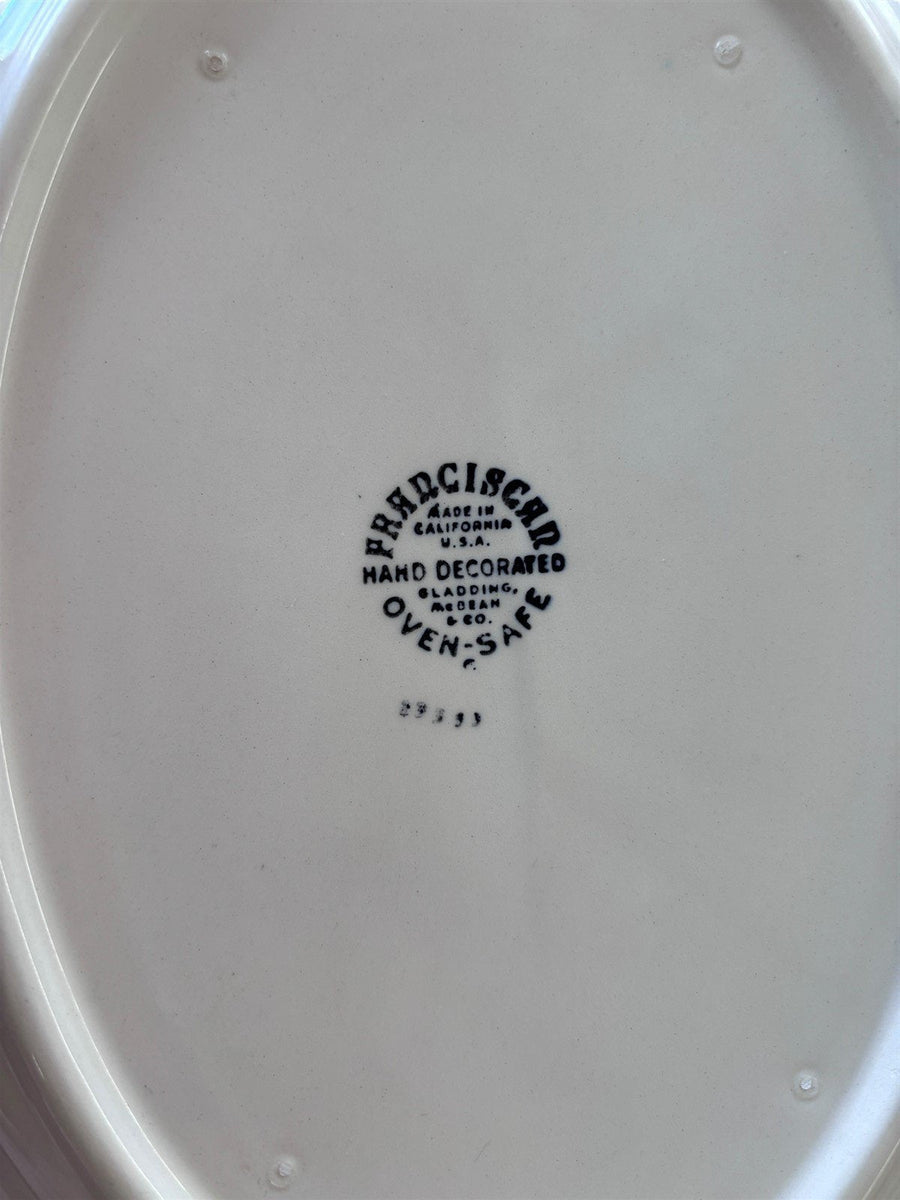 FRANCISCAN
MADE IN
CALIFORNIA
U.S.A.
HAND DECORATED
GLADDING,
McBEAN
& CO.
OVEN-SAFE